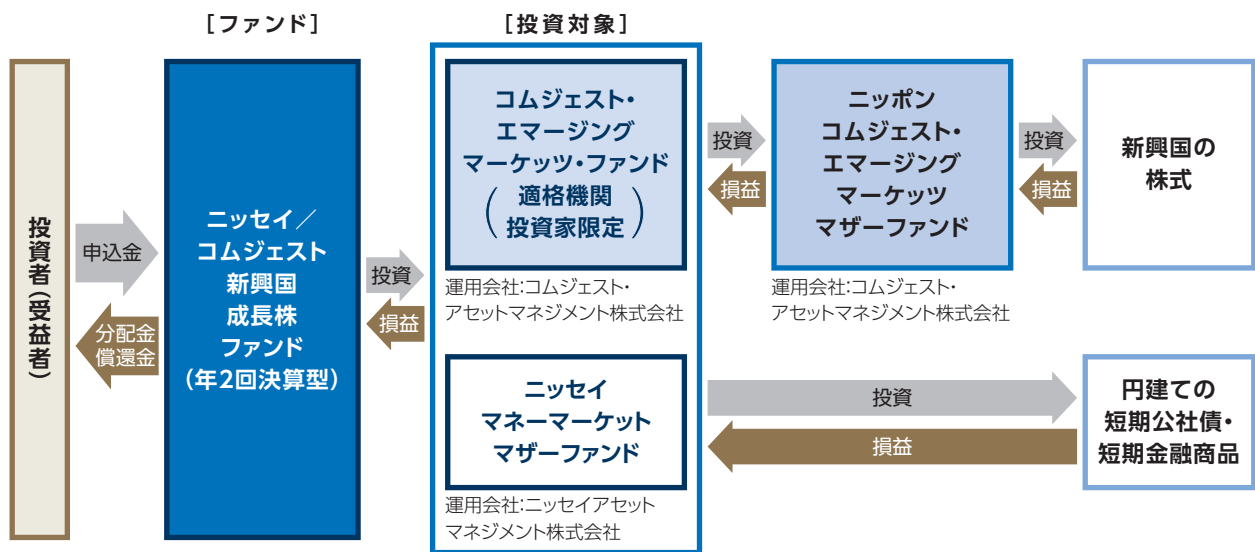 [ファンド]
[投資対象]
投資者(受益者)
申込金
分配金
償還金
ニッセイ／
コムジェスト
新興国
成長株
ファンド
(年2回決算型)
投資
損益
コムジェスト・
エマージング
マーケッツ・ファンド
(適格機関
投資家限定)
運用会社:コムジェスト・
アセットマネジメント株式会社
投資
損益
ニッポン
コムジェスト・
エマージング
マーケッツ
マザーファンド
運用会社:コムジェスト・
アセットマネジメント株式会社
投資
損益
新興国の
株式
ニッセイ
マネーマーケット
マザーファンド
運用会社:ニッセイアセット
マネジメント株式会社
投資
損益
円建ての
短期公社債・
短期金融商品